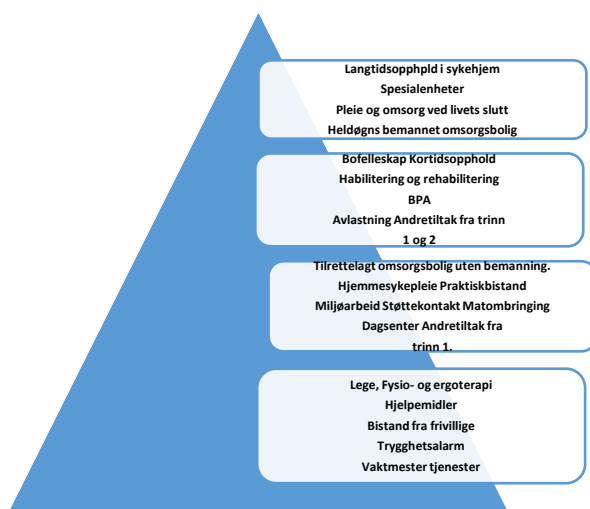 Langtidsopphpld i sykehjem
Spesialenheter
Pleie og omsorg ved livets slutt
Heldøgns bemannet omsorgsbolig
Bofelleskap Kortidsopphold
Habilitering og rehabilitering
BPA
Avlastning Andretiltak fra trinn
1 og 2
Tilrettelagt omsorgsbolig uten bemanning.
Hjemmesykepleie Praktiskbistand
Miljøarbeid Støttekontakt Matombringing
Dagsenter Andretiltak fra
trinn 1.
Lege, Fysio- og ergoterapi
Hjelpemidler
Bistand fra frivillige
Trygghetsalarm
Vaktmester tjenester